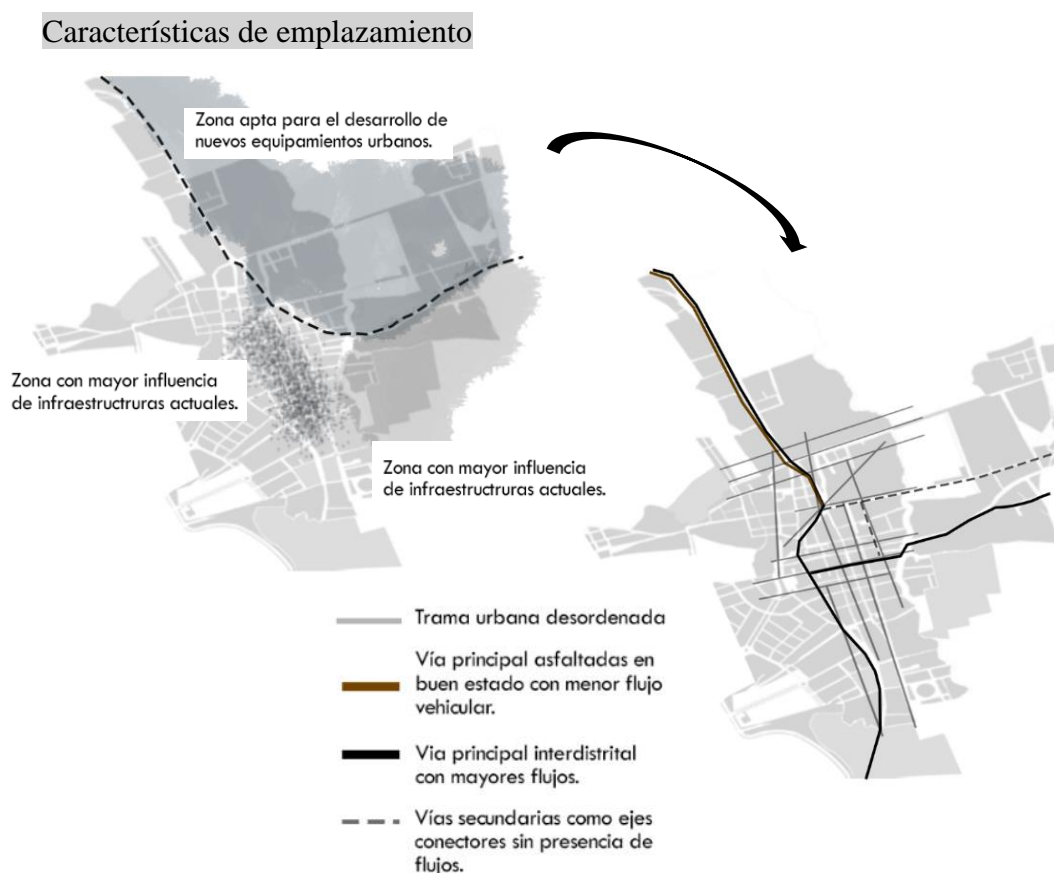 Características de emplazamiento
Zona apta para el desarrollo de
nuevos equipamientos urbanos.
Zona con mayor influencia
de infraestructruras actuales.
Zona con mayor influencia
de infraestructruras actuales.
Trama urbana desordenada
Vía principal asfaltadas en
buen estado con menor flujo
vehicular.
Via principal interdistrital
con mayores flujos.
Vías secundarias como ejes
conectores sin presencia de
flujos.